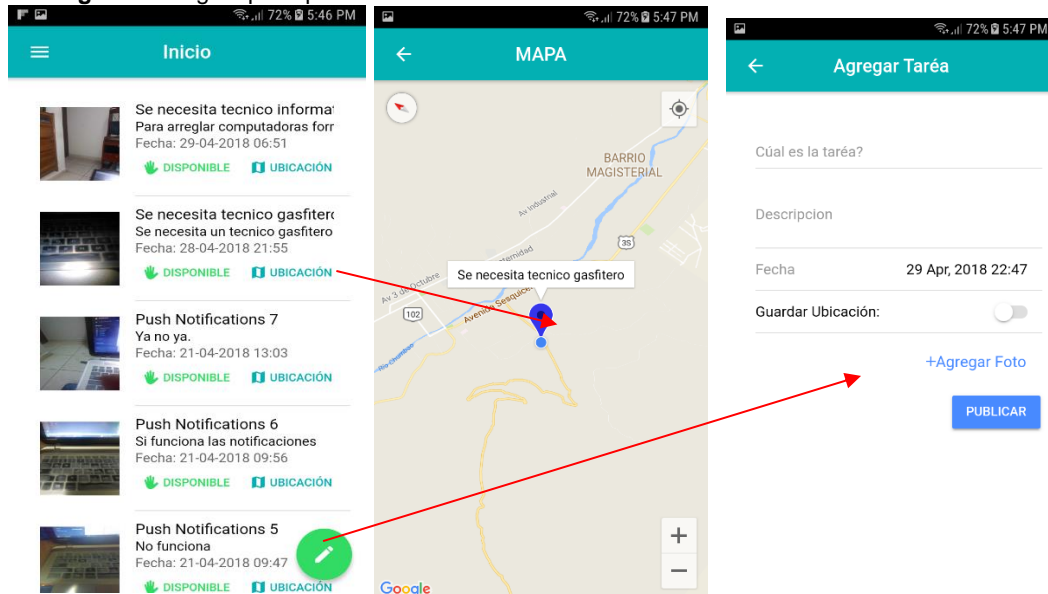 72% 5:46 PM
Inicio
Se necesita tecnico informat
Para arreglar computadoras forr
Fecha: 29-04-2018 06:51
DISPONIBLE UBICACIÓN
Se necesita tecnico gasfiterc
Se necesita un tecnico gasfitero
Fecha: 28-04-2018 21:55
DISPONIBLE UBICACIÓN
Push Notifications 7
Ya no ya.
Fecha: 21-04-2018 13:03
DISPONIBLE UBICACIÓN
Push Notifications 6
Si funciona las notificaciones
Fecha: 21-04-2018 09:56
DISPONIBLE UBICACIÓN
Push Notifications 5
No funciona
Fecha: 21-04-2018 09:47
DISPONIBLE UBICACIÓN
72% 5:47 PM
MAPA
BARRIO
MAGISTERIAL
Av Industrial
35
Se necesita tecnico gasfitero
Av 3 de Octubre
102
Avenida
Google
72% 5:47 PM
Agregar Taréa
Cúal es la taréa?
Descripcion
Fecha 29 Apr, 2018 22:47
Guardar Ubicación:
+Agregar Foto
PUBLICAR